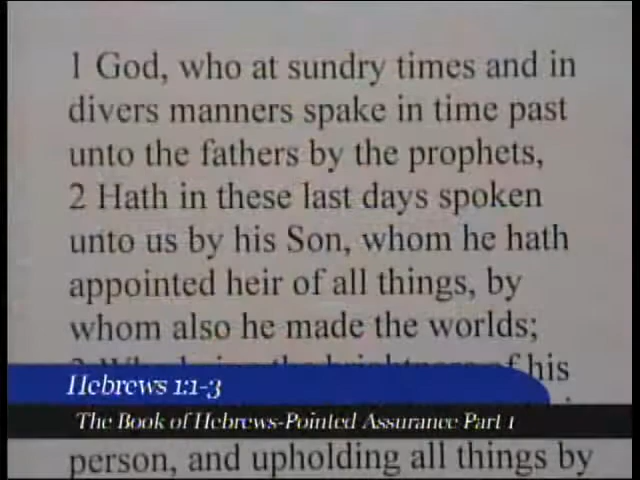 1 God, who at sundry times and in
divers manners spake in time past
unto the fathers by the prophets,
2 Hath in these last days spoken
unto us by his Son, whom he hath
appointed heir of all things, by
whom also he made the worlds;
his
Hebrews 1:1-3
The Book of Hebrews-Pointed Assurance Part 1
person, and upholding all things by